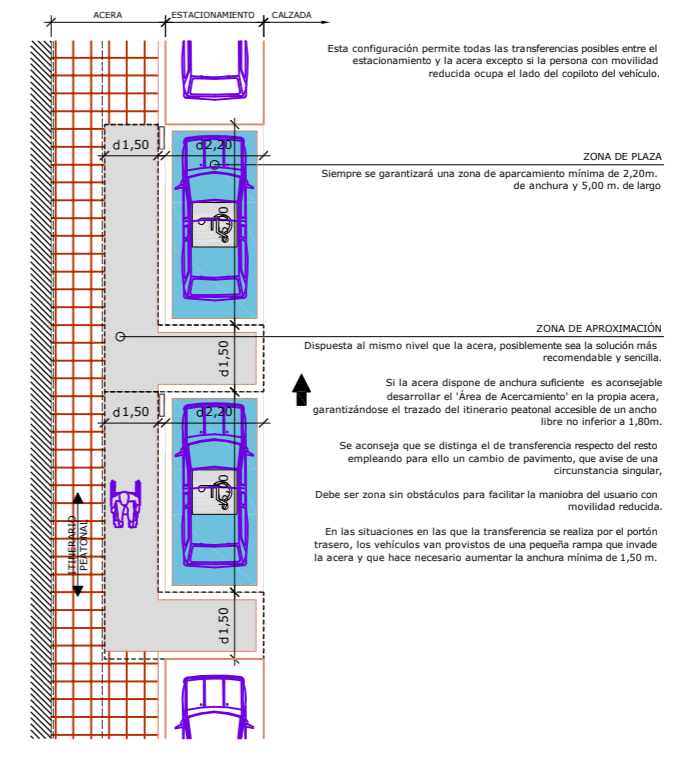 ACERA ESTACIONAMIENTO CALZADA
Esta configuración permite todas las transferencias posibles entre el
estacionamiento y la acera excepto si la persona con movilidad
reducida ocupa el lado del copiloto del vehículo.
d1,50 d2,20
ZONA DE PLAZA
Siempre se garantizará una zona de aparcamiento mínima de 2,20m.
de anchura y 5,00 m. de largo
d5,00
ZONA DE APROXIMACIÓN
Dispuesta al mismo nivel que la acera, posiblemente sea la solución más
recomendable y sencilla.
d1,50
Si la acera dispone de anchura suficiente es aconsejable
desarrollar el 'Área de Acercamiento' en la propia acera,
garantizándose el trazado del itinerario peatonal accesible de un ancho
libre no inferior a 1,80m.
d1,50 d2,20
Se aconseja que se distinga el de transferencia respecto del resto
empleando para ello un cambio de pavimento, que avise de una
circunstancia singular,
d5,00
Debe ser zona sin obstáculos para facilitar la maniobra del usuario con
movilidad reducida.
ITINERARIO
PEATONAL
En las situaciones en las que la transferencia se realiza por el portón
trasero, los vehículos van provistos de una pequeña rampa que invade
la acera y que hace necesario aumentar la anchura mínima de 1,50 m.
d1,50